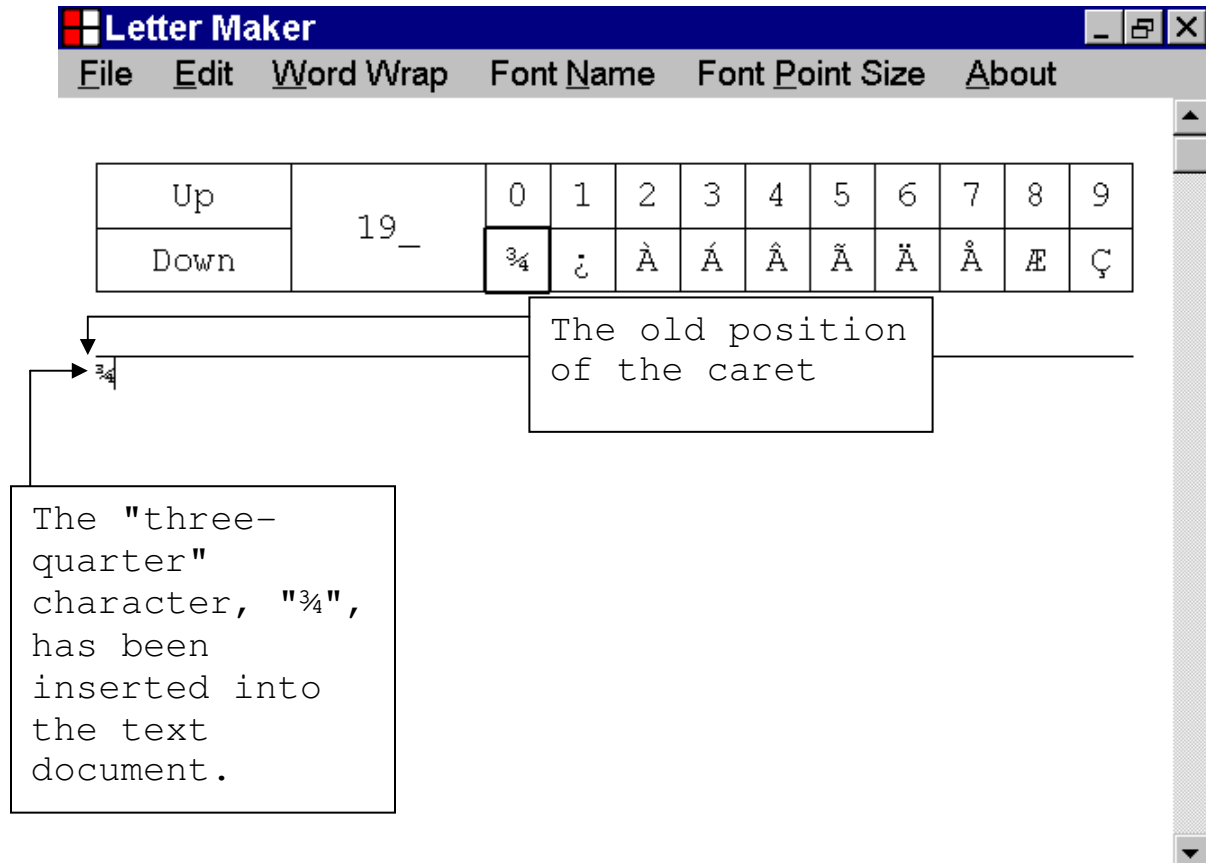 Letter Maker
File Edit Word Wrap Font Name Font Point Size About
Up 19_ 0 1 2 3 4 5 6 7 8 9
Down ¾ ¿ À Á Â Ã Ä Å Æ Ç
The old position
of the caret
¾
The "three-
quarter"
character, "¾",
has been
inserted into
the text
document.